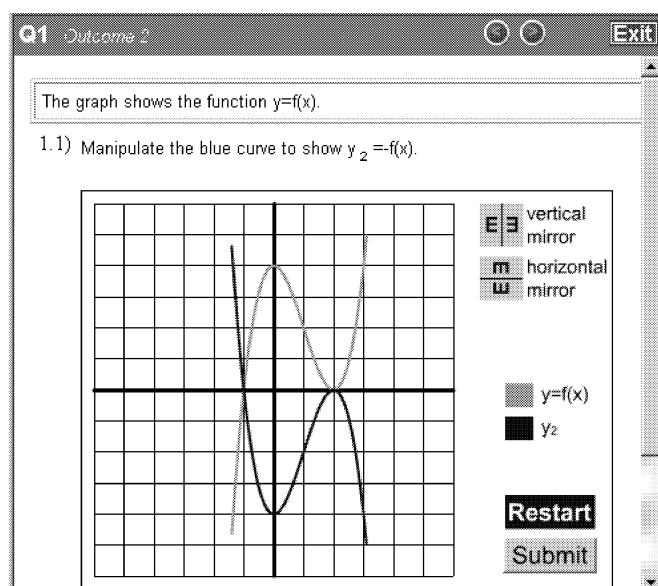 Q1 Outcome 2
Exit
The graph shows the function y=f(x).
1.1) Manipulate the blue curve to show y 2 =-f(x).
E|Ǝ vertical
mirror
m horizontal
ш mirror
y=f(x)
y2
Restart
Submit